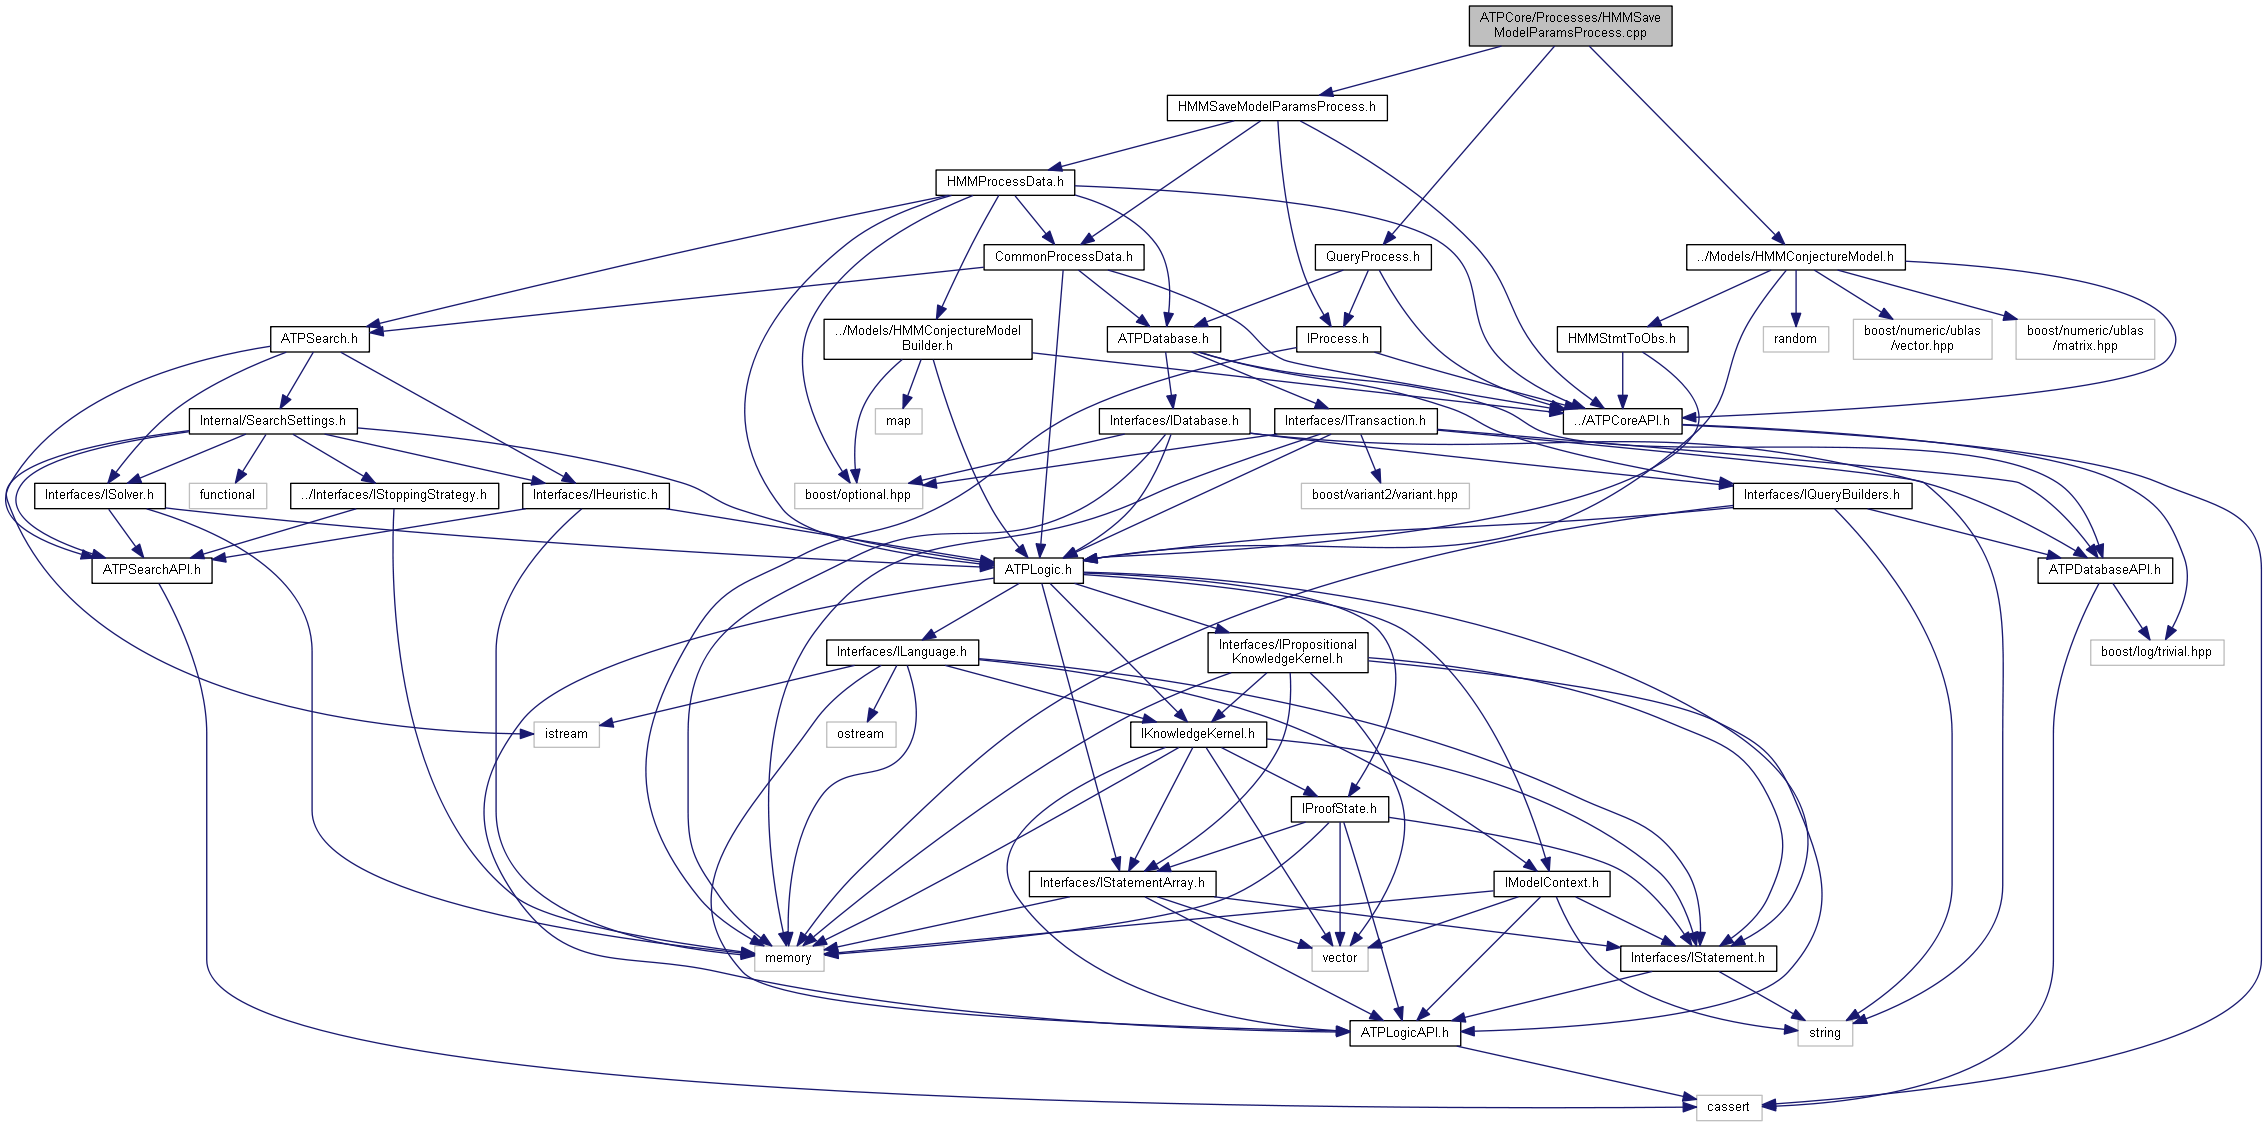 ATPCore/Processes/HMMSave
ModelParamsProcess.cpp
HMMSaveModelParamsProcess.h
HMMProcessData.h
CommonProcessData.h
QueryProcess.h
../Models/HMMConjectureModel.h
ATPSearch.h
../Models/HMMConjectureModel
Builder.h
ATPDatabase.h
IProcess.h
HMMStmtToObs.h
random
boost/numeric/ublas
/vector.hpp
boost/numeric/ublas
/matrix.hpp
Internal/SearchSettings.h
map
Interfaces/IDatabase.h
Interfaces/ITransaction.h
../ATPCoreAPI.h
Interfaces/ISolver.h
functional
../Interfaces/IStoppingStrategy.h
Interfaces/IHeuristic.h
boost/optional.hpp
boost/variant2/variant.hpp
Interfaces/IQueryBuilders.h
ATPSearchAPI.h
ATPLogic.h
ATPDatabaseAPI.h
Interfaces/ILanguage.h
Interfaces/IPropositional
KnowledgeKernel.h
boost/log/trivial.hpp
istream
ostream
IKnowledgeKernel.h
IProofState.h
Interfaces/IStatementArray.h
IModelContext.h
memory
vector
Interfaces/IStatement.h
ATPLogicAPI.h
string
cassert